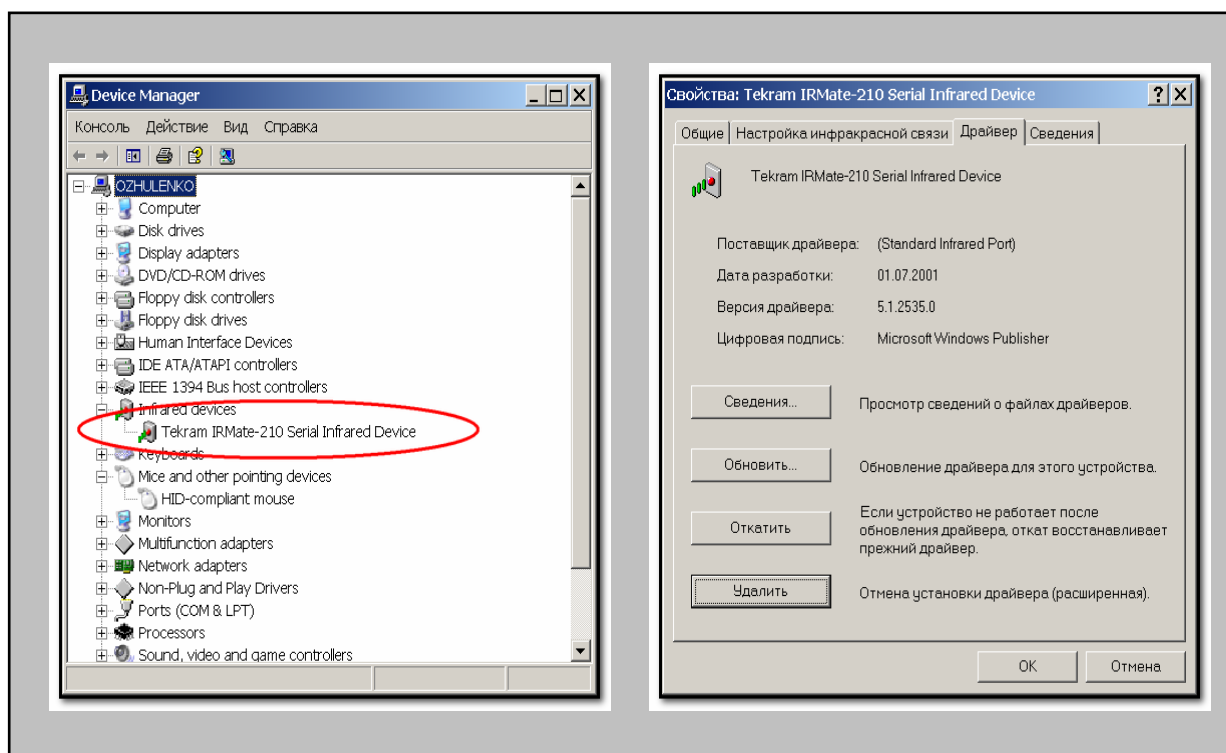 Device Manager
Консоль Действие Вид Справка
OZHULENKO
Computer
Disk drives
Display adapters
DVD/CD-ROM drives
Floppy disk controllers
Floppy disk drives
Human Interface Devices
IDE ATA/ATAPI controllers
IEEE 1394 Bus host controllers
Infrared devices
Tekram IRMate-210 Serial Infrared Device
Keyboards
Mice and other pointing devices
HID-compliant mouse
Monitors
Multifunction adapters
Network adapters
Non-Plug and Play Drivers
Ports (COM & LPT)
Processors
Sound, video and game controllers
Свойства: Tekram IRMate-210 Serial Infrared Device
Общие Настройка инфракрасной связи Драйвер Сведения
Tekram IRMate-210 Serial Infrared Device
Поставщик драйвера: (Standard Infrared Port)
Дата разработки: 01.07.2001
Версия драйвера: 5.1.2535.0
Цифровая подпись: Microsoft Windows Publisher
Сведения... Просмотр сведений о файлах драйверов.
Обновить... Обновление драйвера для этого устройства.
Откатить Если устройство не работает после
обновления драйвера, откат восстанавливает
прежний драйвер.
Удалить Отмена установки драйвера (расширенная).
OK Отмена